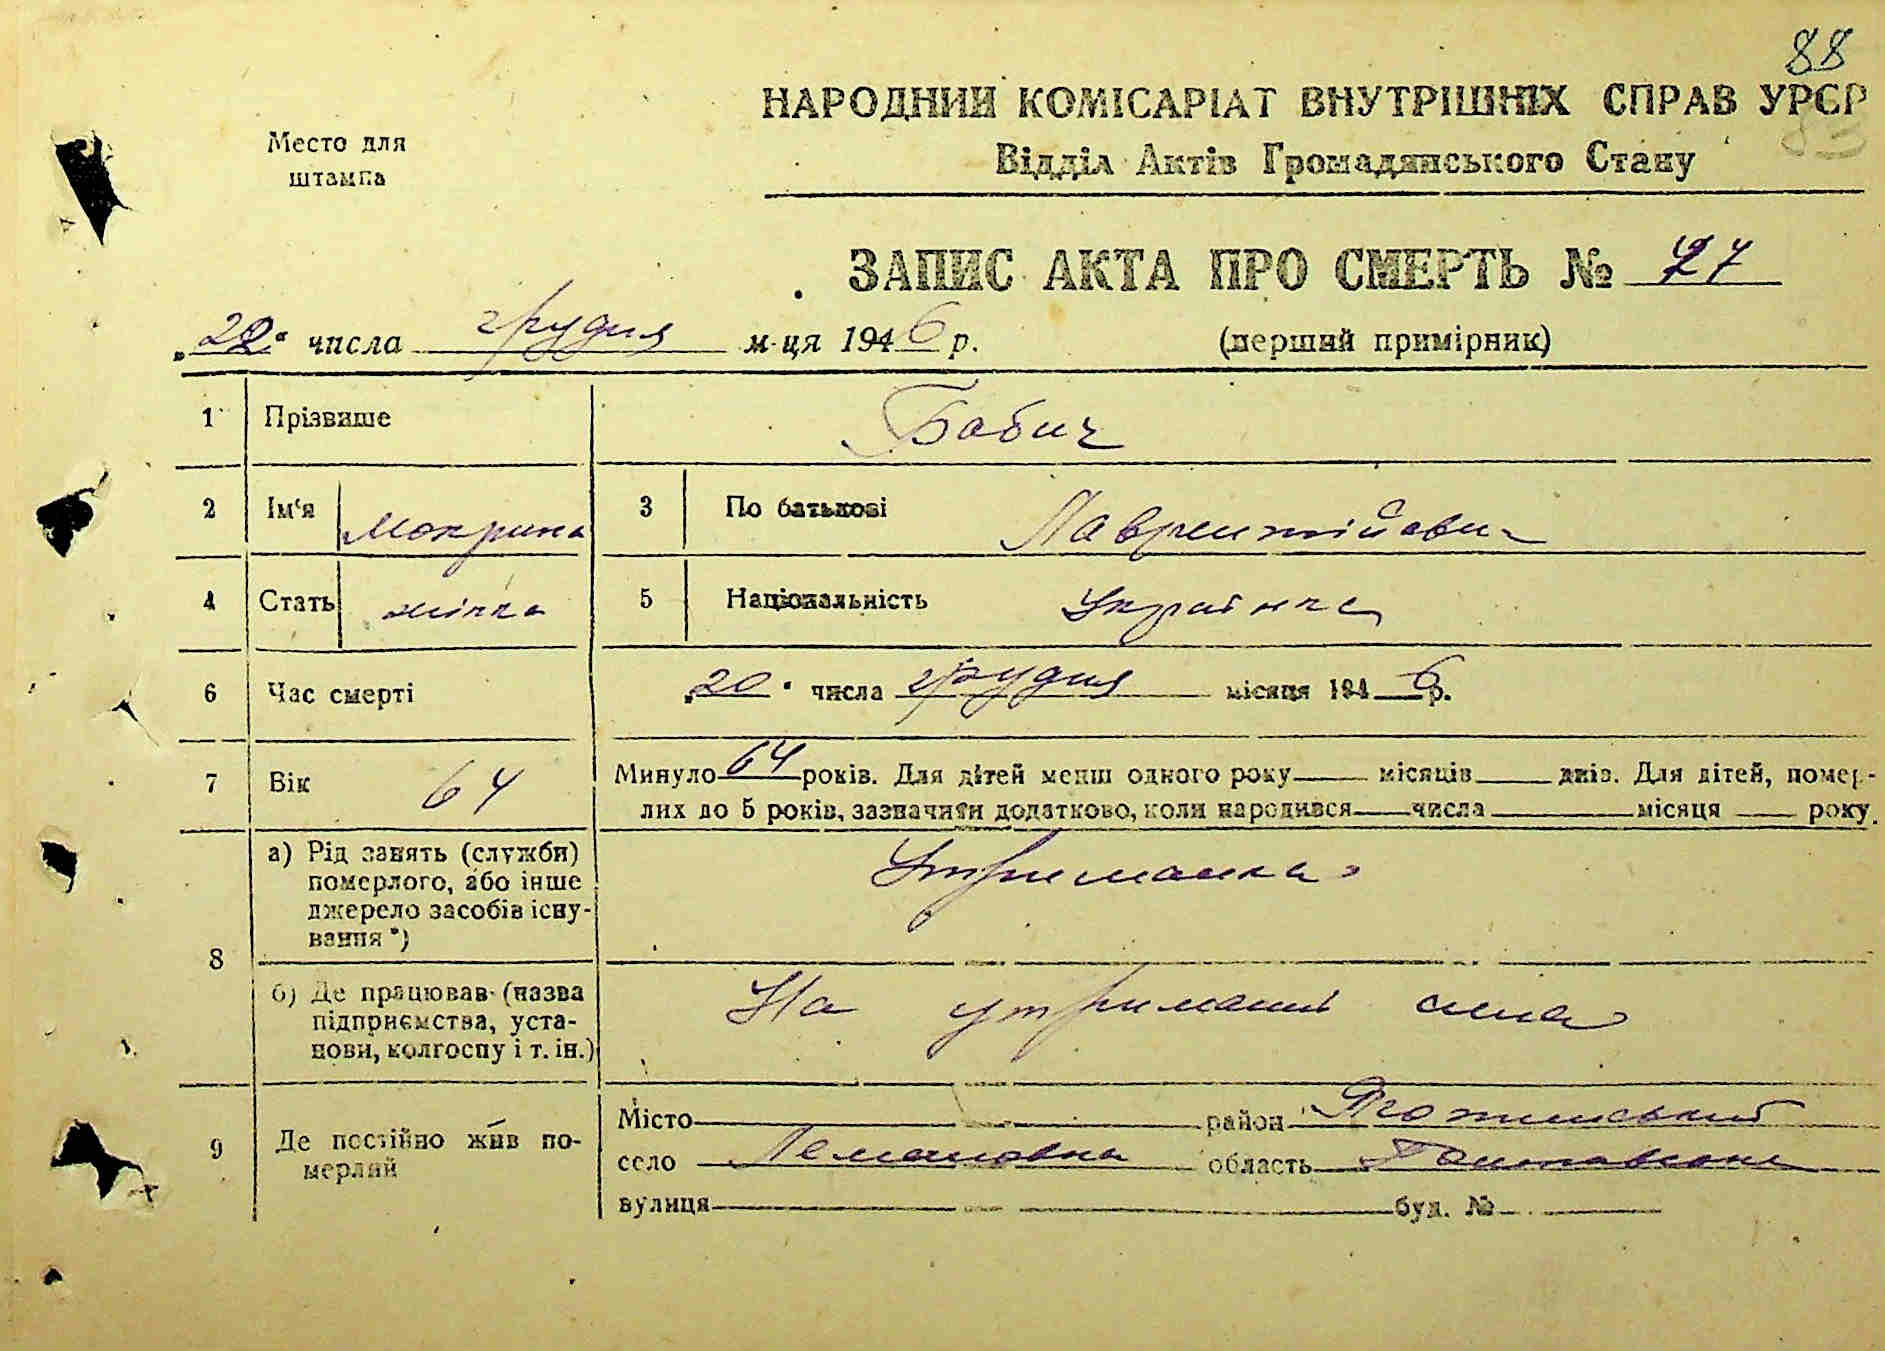 88
НАРОДНИЙ КОМІСАРІАТ ВНУТРІШНІХ СПРАВ УРСР
83
Место для штампа
Відділ Актів Громадянського Стану
ЗАПИС АКТА ПРО СМЕРТЬ № 27
„22“ числа грудня м-ця 1946 р. (перший примірник)
1 Прізвище Бабич
2 Ім'я Мокрина 3 По батькові Лаврентійовн
4 Стать жінка 5 Національність Українка
6 Час смерті „20“ числа грудня місяця 1946 р.
7 Вік 64 Минуло 64 років. Для дітей менш одного року місяців днів. Для дітей, помер-
лих до 5 років, зазначити додатково, коли народився числа місяця року.
8 а) Рід занять (служби)
померлого, або інше
джерело засобів існу-
вання *)
Утриманка
б) Де працював (назва
підприємства, уста-
нови, колгоспу і т. ін.)
На утриманні сина
9 Де постійно жив по-
мерлий
Місто район Яготинський
село Лемешовка область Полтавська
вулиця буд. №